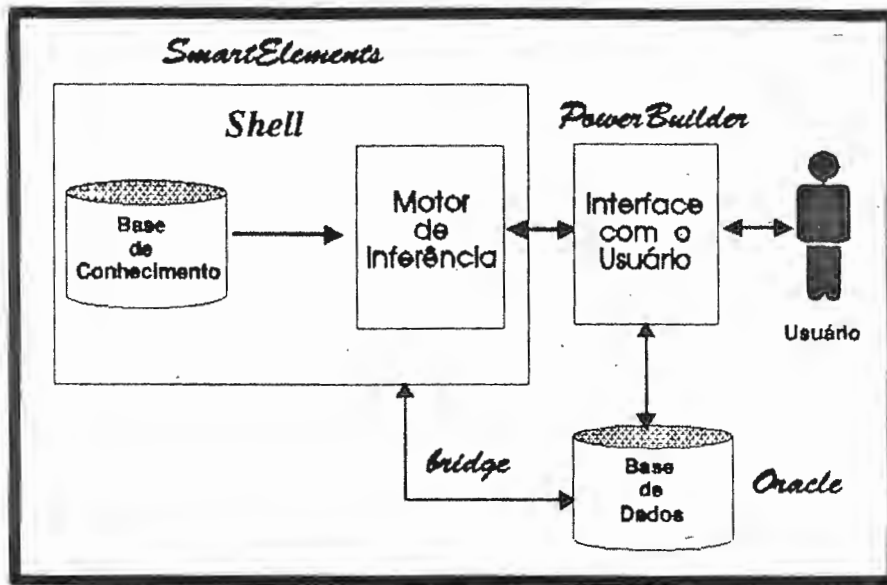 SmartElements
Shell
PowerBuilder
Base
de
Conhecimento
Motor
de
Inferência
Interface
com o
Usuário
Usuário
bridge
Base
de
Dados
Oracle